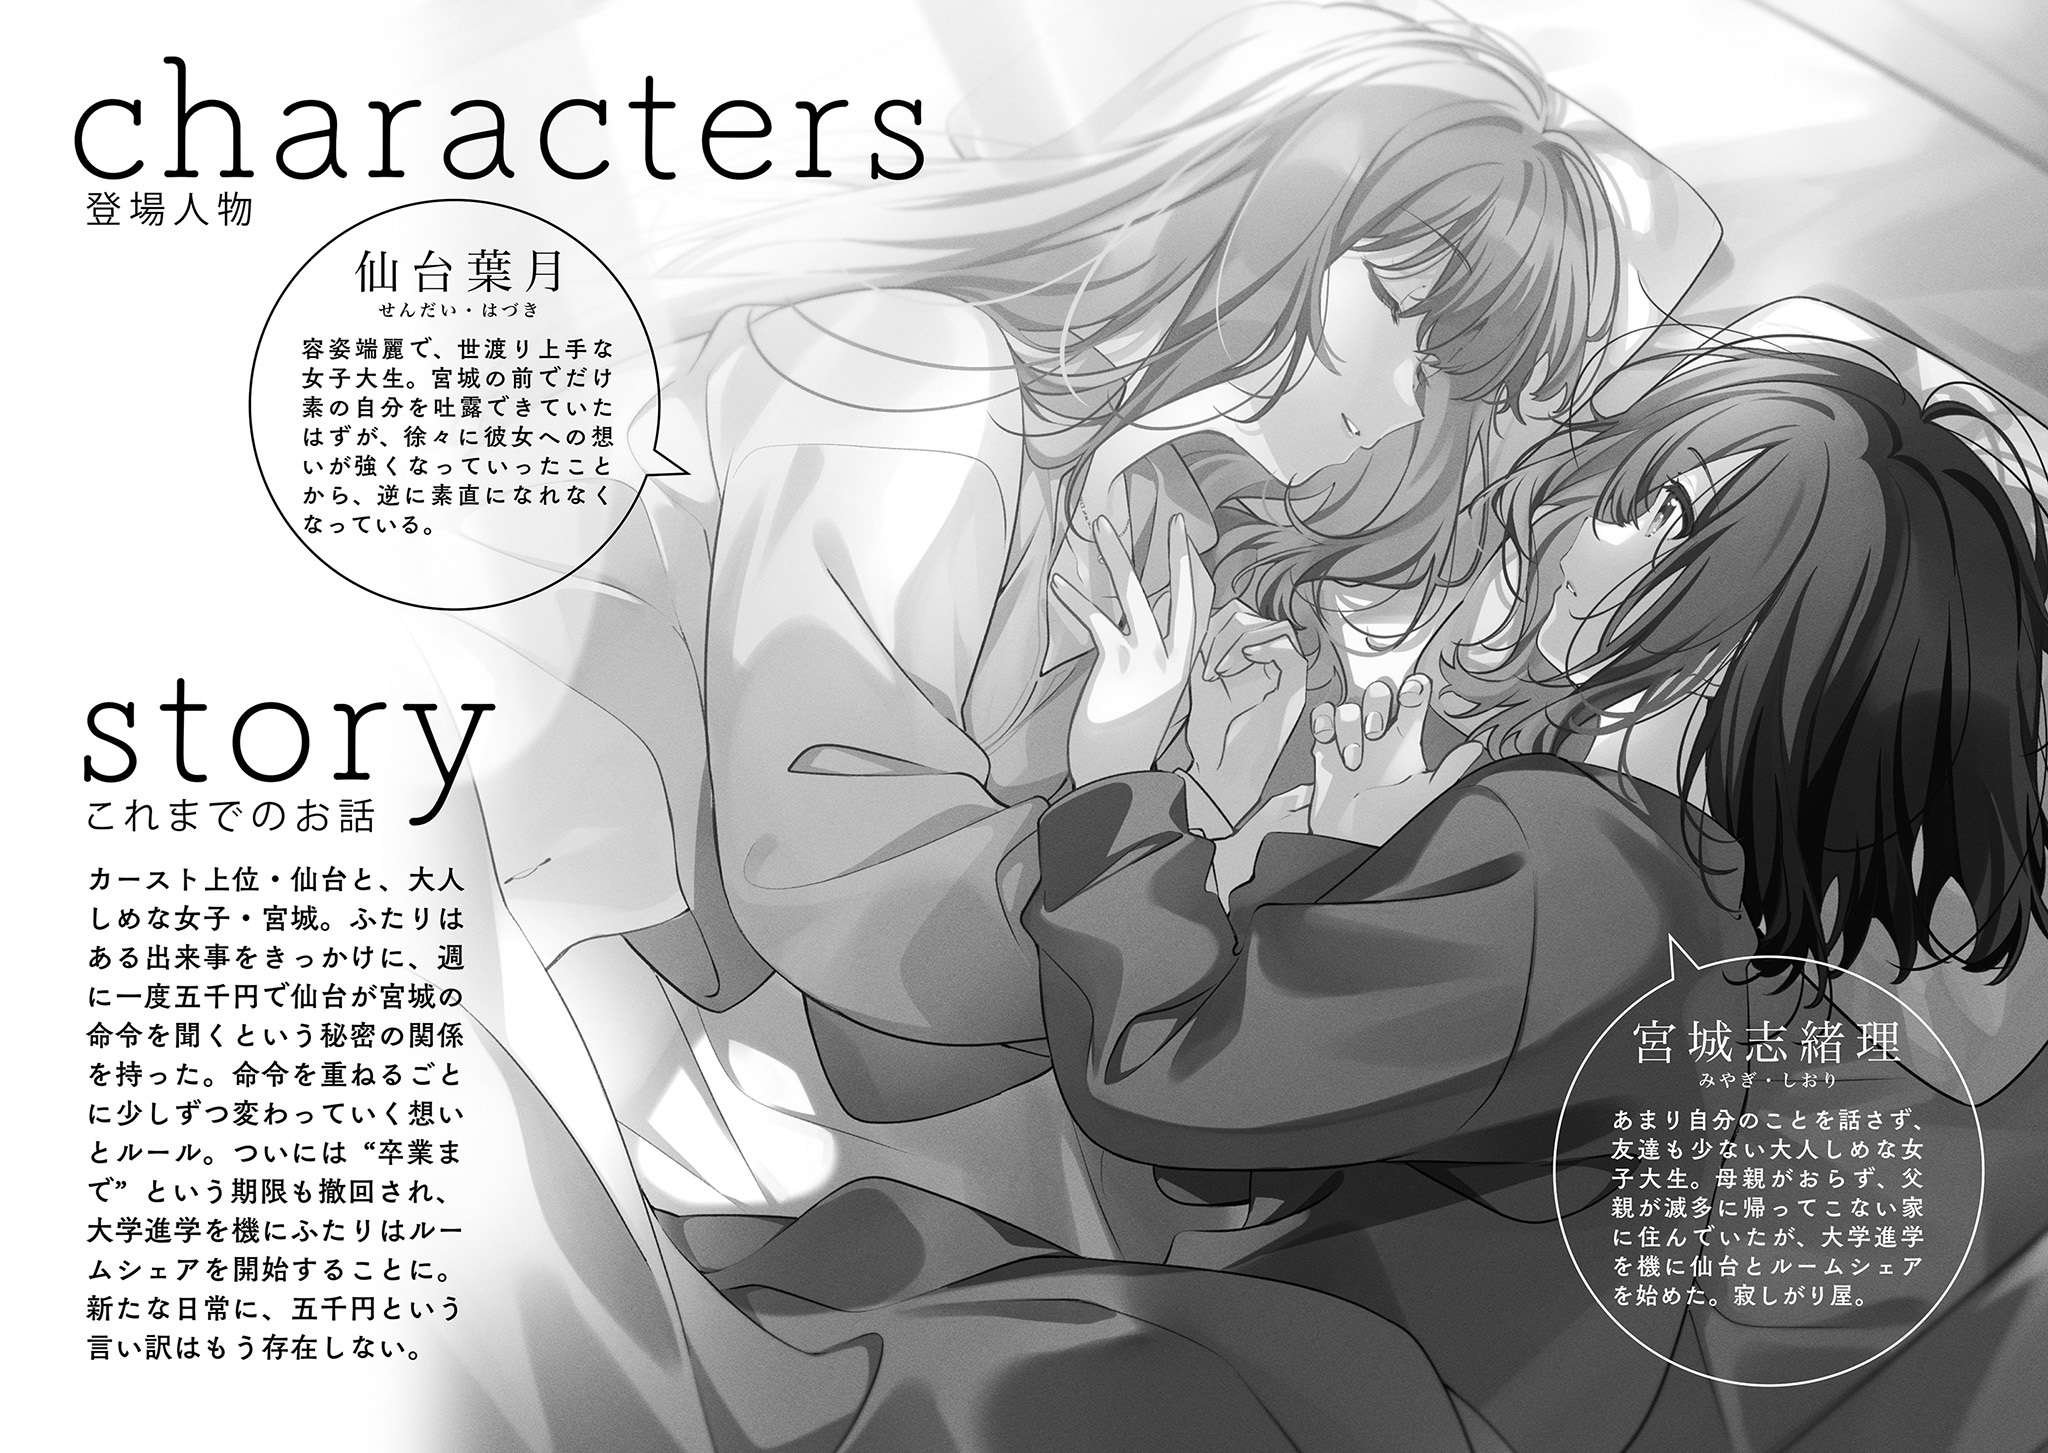 characters
登場人物
仙台葉月
せんだい・はづき
容姿端麗で、世渡り上手な
女子大生。宮城の前でだけ
素の自分を吐露できていた
はずが、徐々に彼女への想
いが強くなっていったこと
から、逆に素直になれなく
なっている。
story
これまでのお話
カースト上位・仙台と、大人
しめな女子・宮城。ふたりは
ある出来事をきっかけに、週
に一度五千円で仙台が宮城の
命令を聞くという秘密の関係
を持った。命令を重ねるごと
に少しずつ変わっていく想い
とルール。ついには“卒業ま
で”という期限も撤回され、
大学進学を機にふたりはルー
ムシェアを開始することに。
新たな日常に、五千円という
言い訳はもう存在しない。
宮城志緒理
みやぎ・しおり
あまり自分のことを話さず、
友達も少ない大人しめな女
子大生。母親がおらず、父
親が滅多に帰ってこない家
に住んでいたが、大学進学
を機に仙台とルームシェア
を始めた。寂しがり屋。